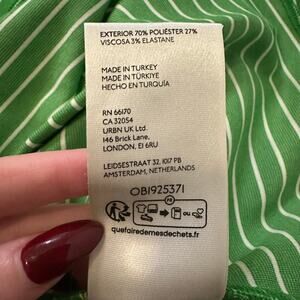 EXTERIOR 70% POLIÉSTER 27%
VISCOSA 3% ELASTANE
MADE IN TURKEY
MADE IN TÜRKIYE
HECHO EN TURQUÍA
RN 66170
CA 32054
URBN UK Ltd.
146 Brick Lane,
LONDON, E1 6RU
LEIDSESTRAAT 32, 1017 PB
AMSTERDAM, NETHERLANDS
OB1925371
FR
OU
quefairedemesdechets.fr